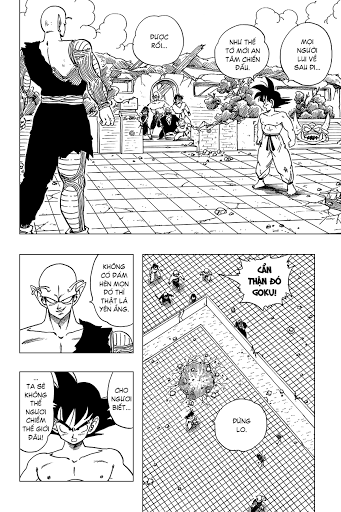 MỌI
NGƯỜI
LUI VỀ
SAU ĐI...
NHƯ THẾ
TỚ MỚI AN
TÂM CHIẾN
ĐẤU.
ĐƯỢC
RỒI...
KHÔNG
CÓ ĐÁM
HÈN MỌN
ĐÓ THÌ
THẬT LÀ
YÊN ẮNG.
CẨN
THẬN ĐÓ
GOKU!
CHO
NGƯƠI
BIẾT...
TA SẼ
KHÔNG
THỂ
NGƯƠI
CHIẾM
THẾ GIỚI
ĐÂU!
ĐỪNG
LO.